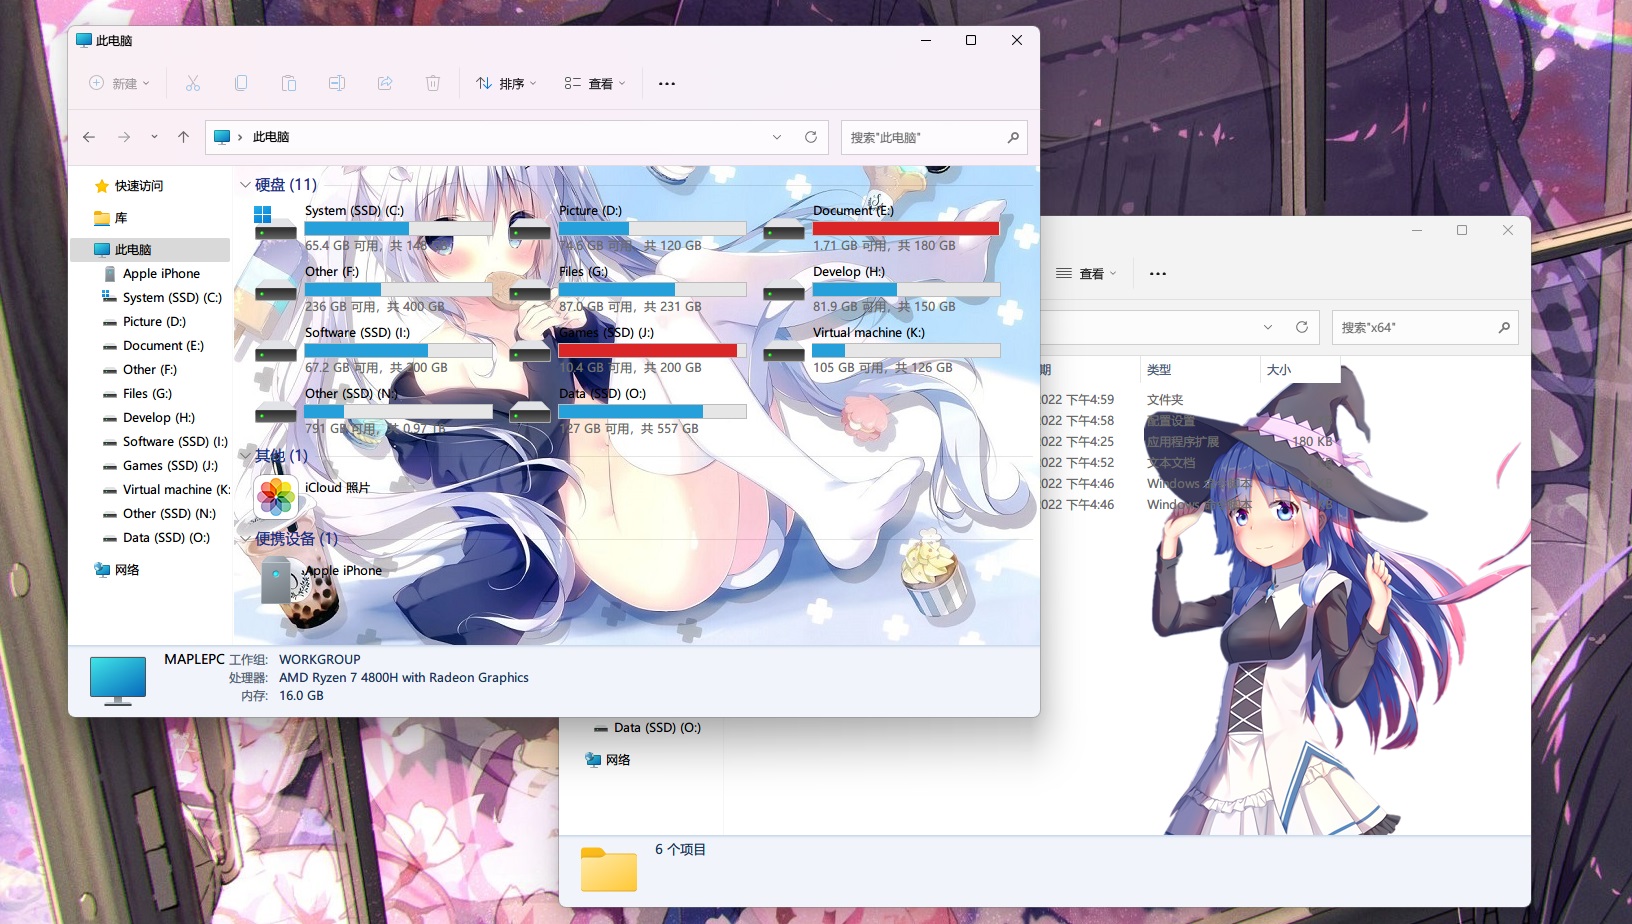 此电脑
新建
排序
查看
此电脑
搜索"此电脑"
快速访问
库
此电脑
Apple iPhone
System (SSD) (C:)
Picture (D:)
Document (E:)
Other (F:)
Files (G:)
Develop (H:)
Software (SSD) (I:)
Games (SSD) (J:)
Virtual machine (K:
Other (SSD) (N:)
Data (SSD) (O:)
网络
硬盘 (11)
System (SSD) (C:)
65.4 GB 可用，共 146 GB
Picture (D:)
74.6 GB 可用，共 120 GB
Document (E:)
1.71 GB 可用，共 180 GB
Other (F:)
236 GB 可用，共 400 GB
Files (G:)
87.0 GB 可用，共 231 GB
Develop (H:)
81.9 GB 可用，共 150 GB
Software (SSD) (I:)
67.2 GB 可用，共 200 GB
Games (SSD) (J:)
10.4 GB 可用，共 200 GB
Virtual machine (K:)
105 GB 可用，共 126 GB
Other (SSD) (N:)
791 GB 可用，共 0.97 TB
Data (SSD) (O:)
127 GB 可用，共 557 GB
其他 (1)
iCloud 照片
便携设备 (1)
Apple iPhone
MAPLEPC 工作组: WORKGROUP
处理器: AMD Ryzen 7 4800H with Radeon Graphics
内存: 16.0 GB
查看
搜索"x64"
期 类型 大小
022 下午4:59 文件夹
022 下午4:58 配置设置
022 下午4:25 应用程序扩展 180 KB
022 下午4:52 文本文档
022 下午4:46 Windows
022 下午4:46 Windows
Data (SSD) (O:)
网络
6 个项目